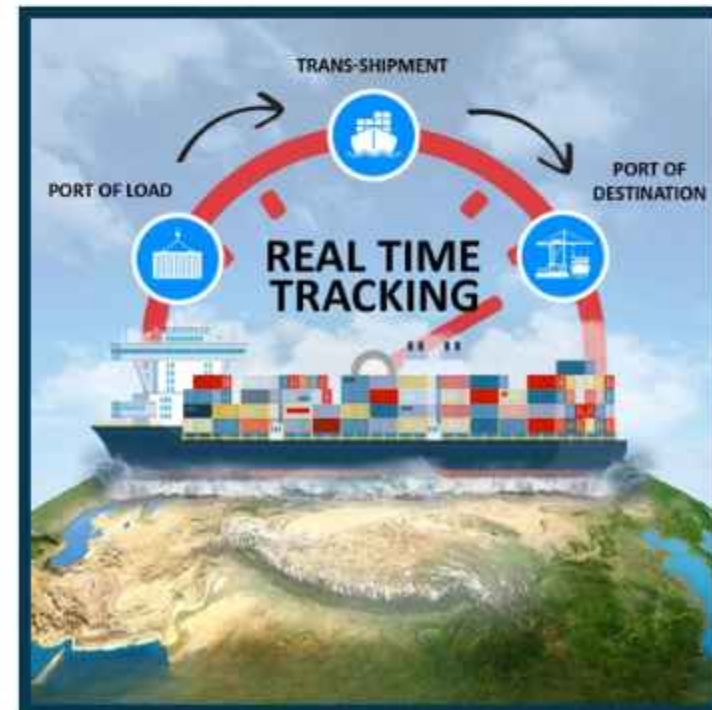 TRANS-SHIPMENT
PORT OF LOAD
PORT OF
DESTINATION
REAL TIME
TRACKING